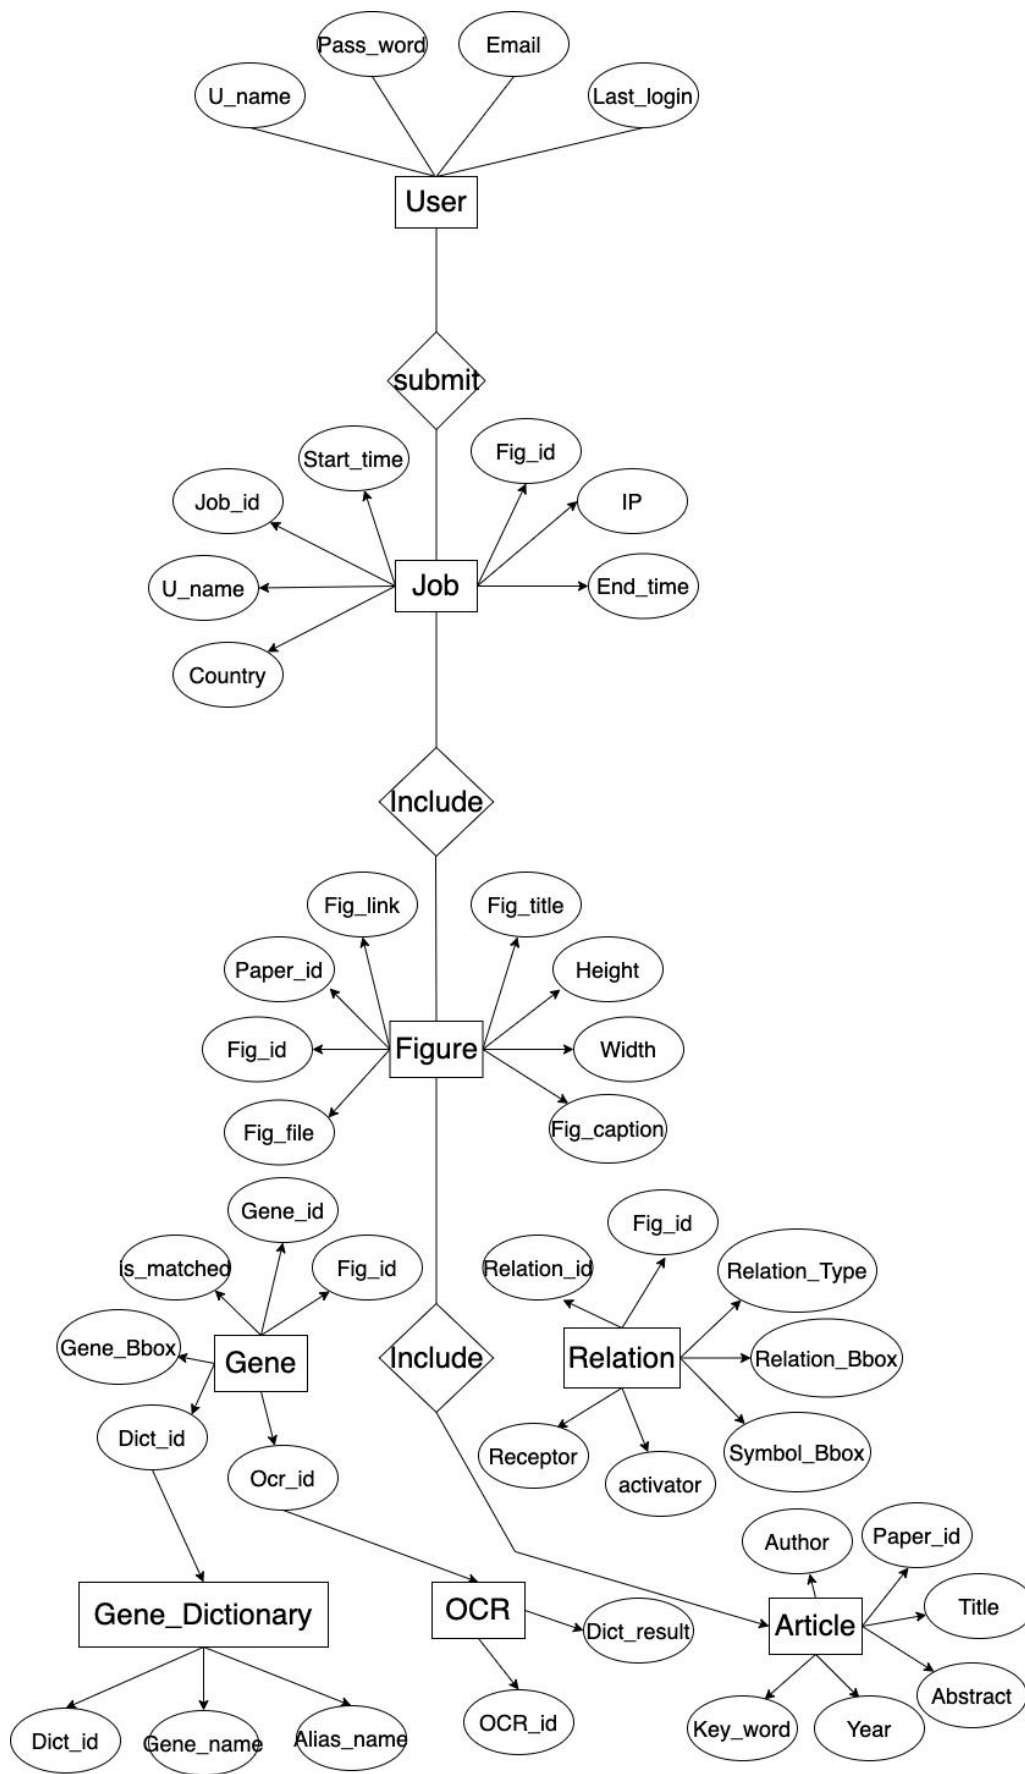 Pass_word
Email
U_name
Last_login
User
submit
Start_time
Fig_id
Job_id
IP
Job
U_name
End_time
Country
Include
Fig_link
Fig_title
Paper_id
Height
Fig_id
Figure
Width
Fig_file
Fig_caption
Gene_id
Fig_id
is_matched
Fig_id
Relation_id
Relation_Type
Gene_Bbox
Gene
Include
Relation
Relation_Bbox
Dict_id
Ocr_id
Receptor
activator
Symbol_Bbox
Author
Paper_id
Gene_Dictionary
OCR
Dict_result
Article
Title
Abstract
Dict_id
Gene_name
Alias_name
OCR_id
Key_word
Year